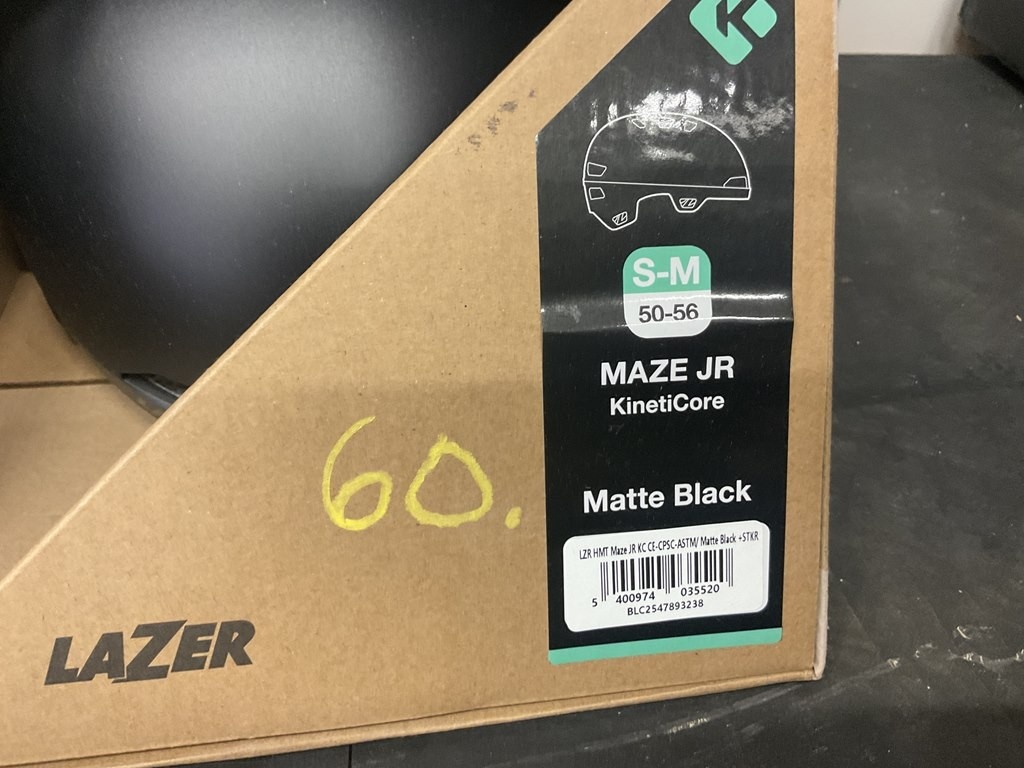 K
S-M
50-56
MAZE JR
KinetiCore
60.
Matte Black
LZR HMT Maze JR KC CE-CPSC-ASTM/ Matte Black +STKR
5 400974 035520
BLC2547893238
LAZER